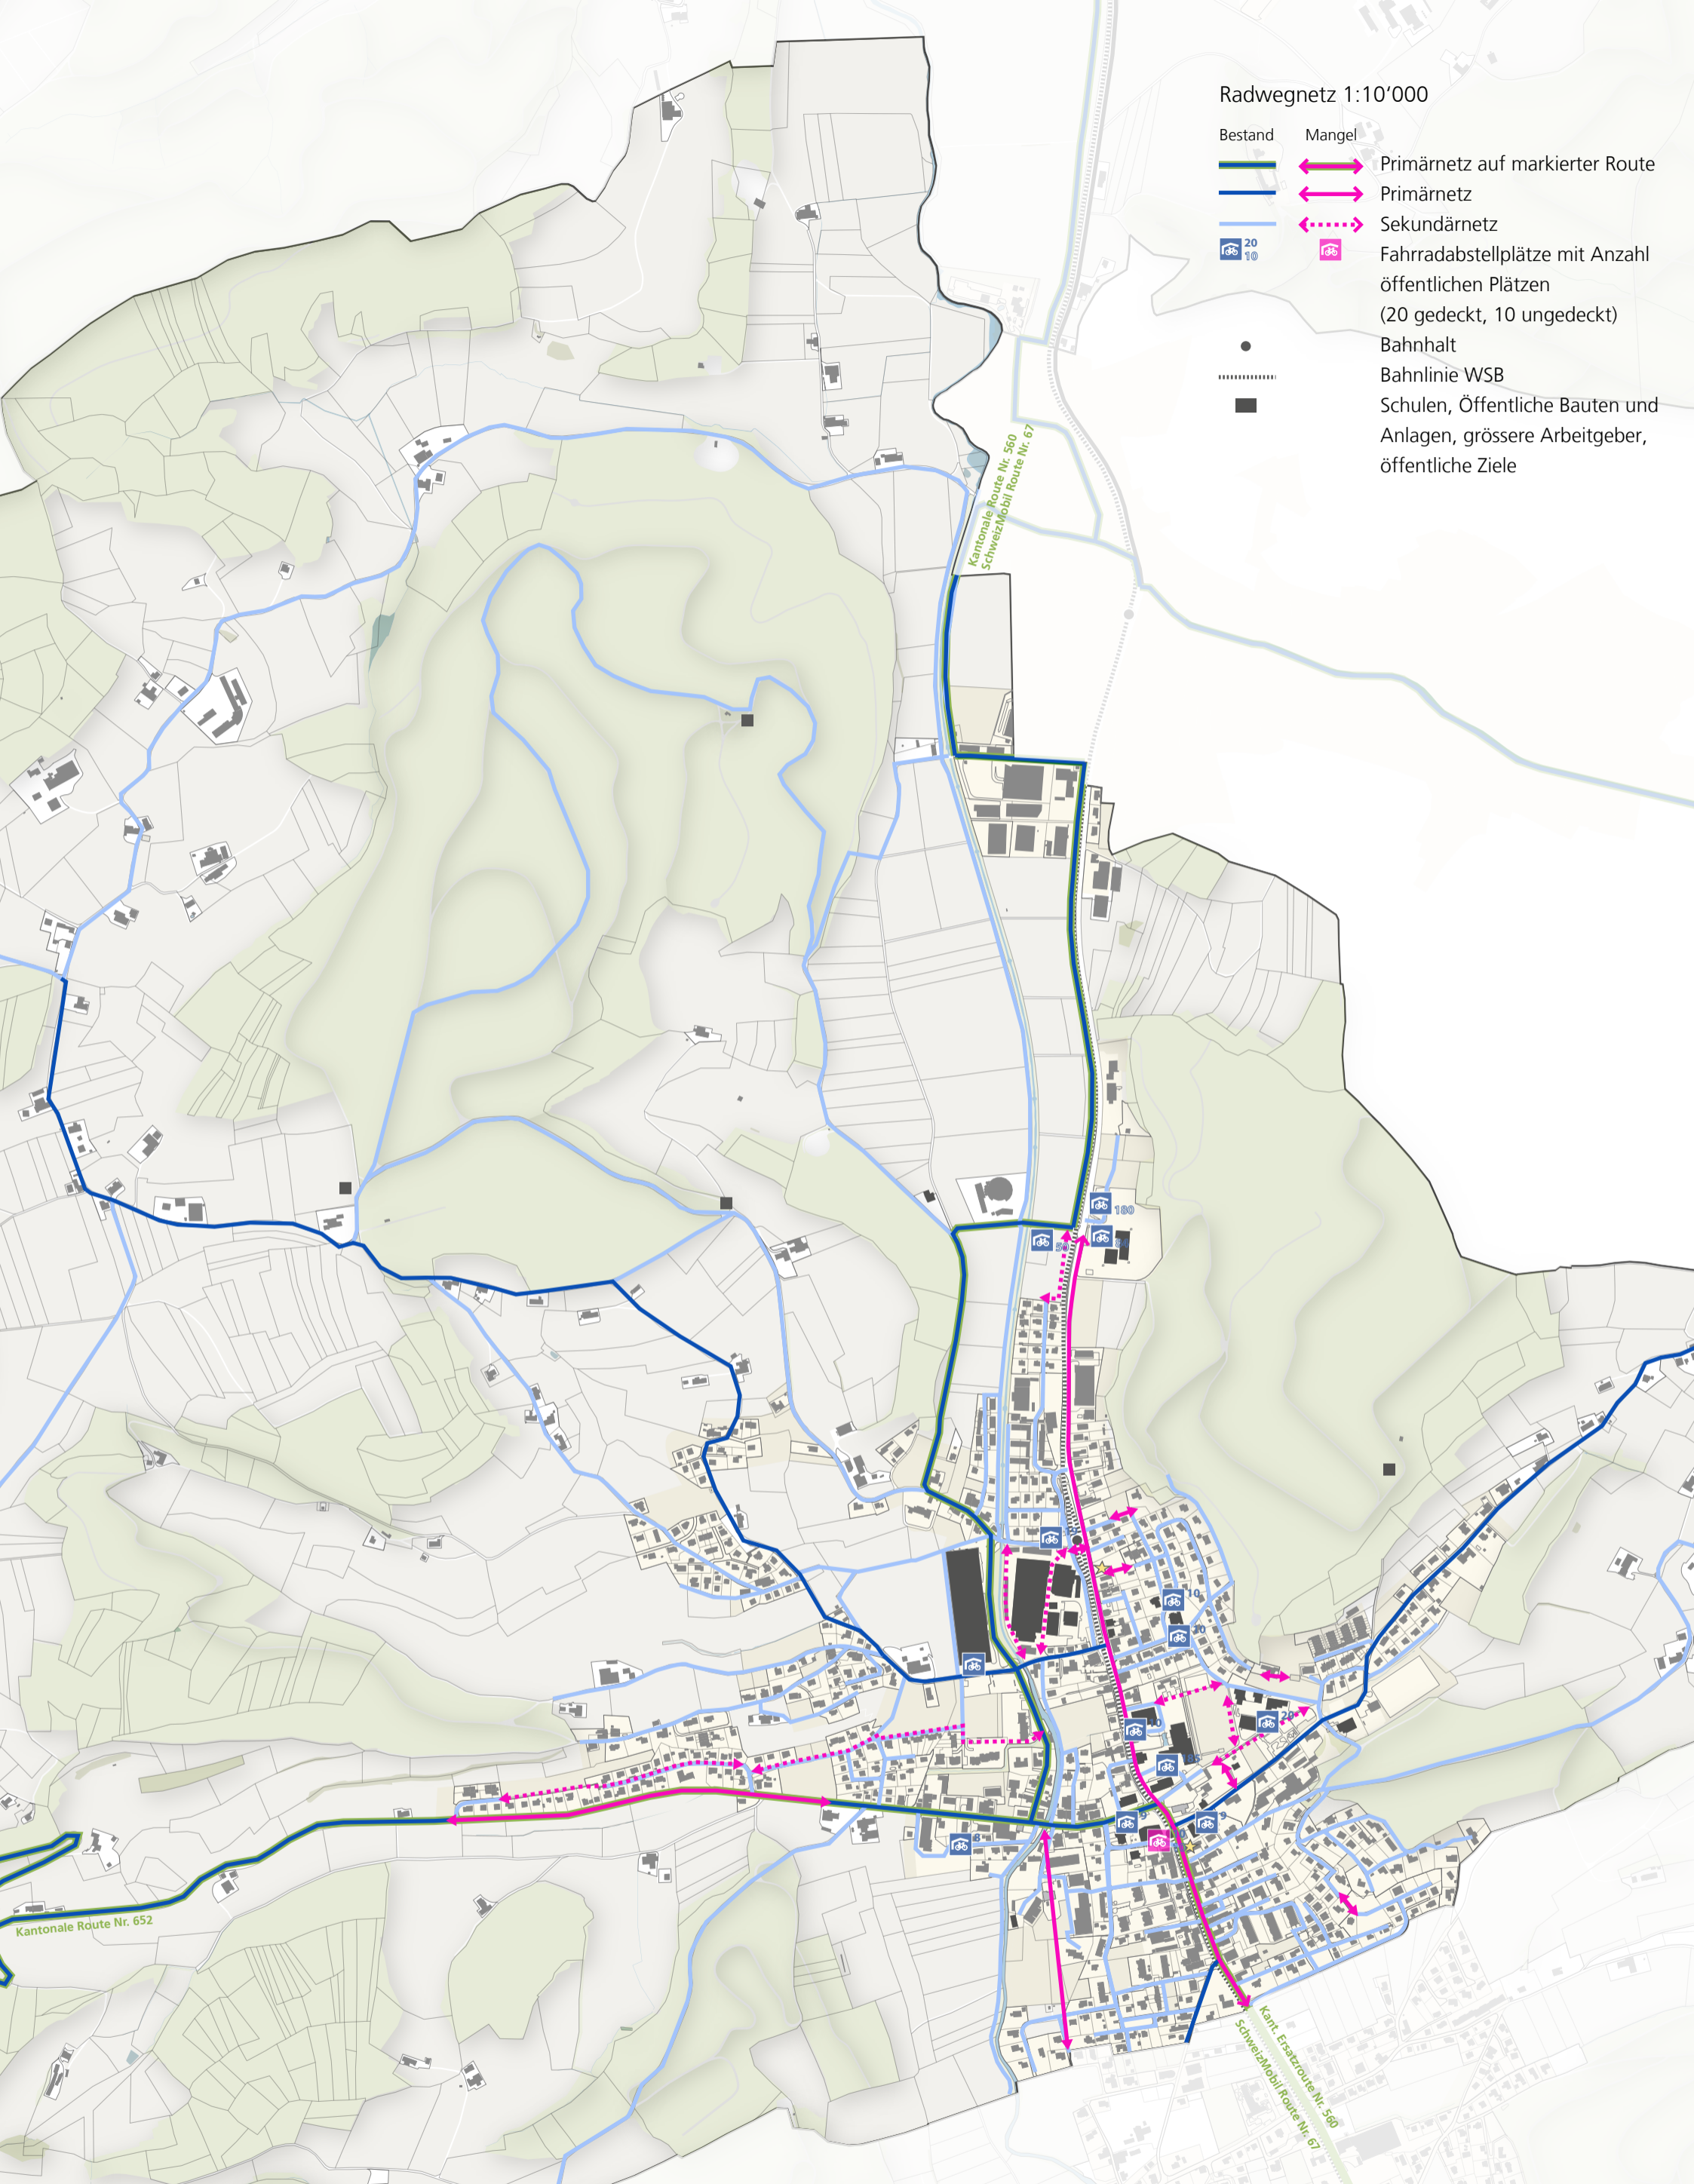 Radwegnetz 1:10‘000
Bestand Mangel
Primärnetz auf markierter Route
Primärnetz
Sekundärnetz
20
10
Fahrradabstellplätze mit Anzahl
öffentlichen Plätzen
(20 gedeckt, 10 ungedeckt)
Bahnhalt
Bahnlinie WSB
Schulen, Öffentliche Bauten und
Anlagen, grössere Arbeitgeber,
öffentliche Ziele
Kantonale Route Nr. 560
SchweizMobil Route Nr. 67
180
10
20
9
8
Kantonale Route Nr. 652
Kant. Ersatzroute Nr. 560
SchweizMobil Route Nr. 67